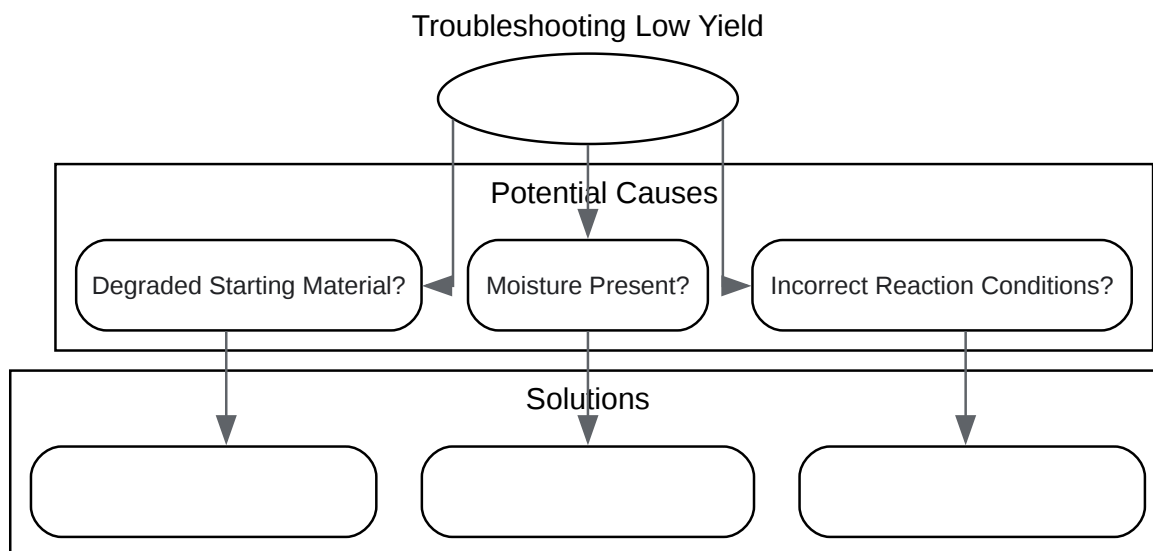 Troubleshooting Low Yield
Potential Causes
Degraded Starting Material?
Moisture Present?
Incorrect Reaction Conditions?
Solutions